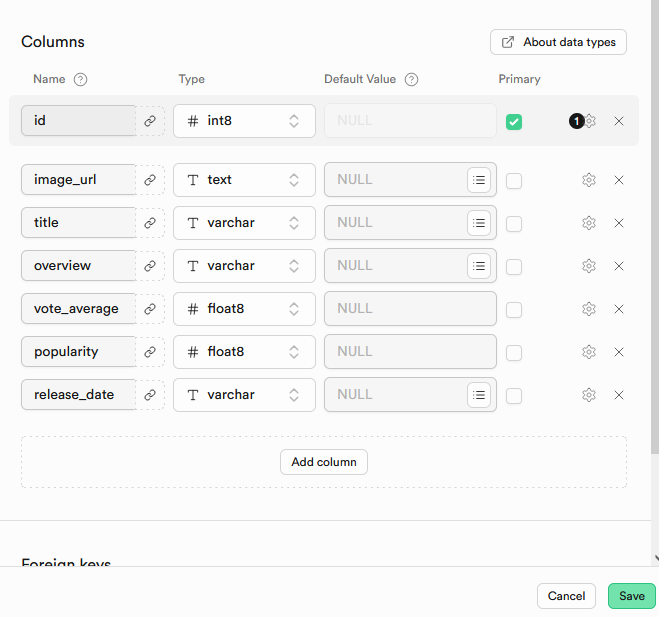 Columns
About data types
Name
Type
Default Value
Primary
id
# int8
NULL
1
image_url
T text
NULL
title
T varchar
NULL
overview
T varchar
NULL
vote_average
# float8
NULL
popularity
# float8
NULL
release_date
T varchar
NULL
Add column
Foreign keys
Cancel
Save